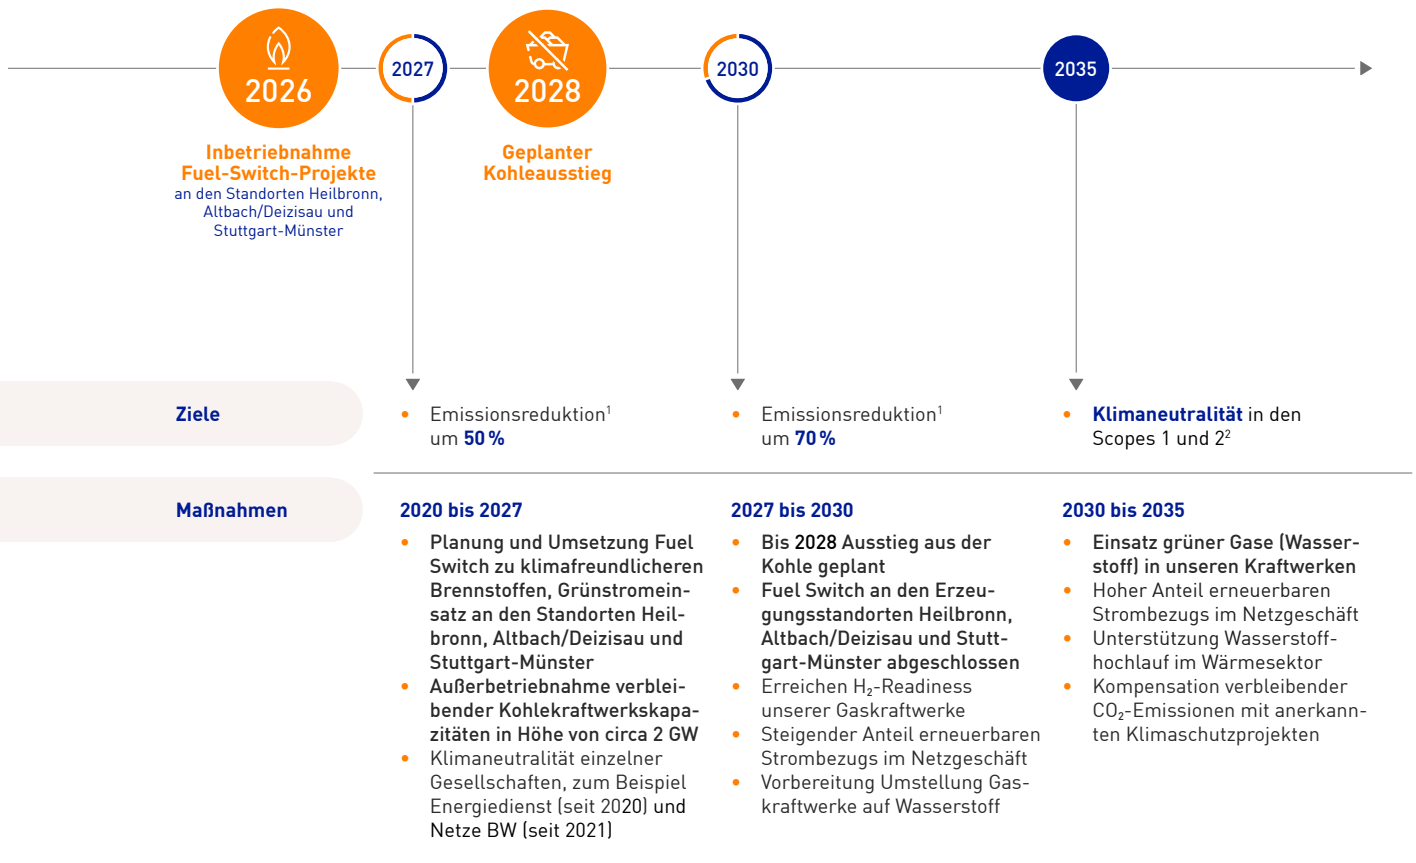 2026
2027
2028
2030
2035
Inbetriebnahme
Fuel-Switch-Projekte
an den Standorten Heilbronn,
Altbach/Deizisau und
Stuttgart-Münster
Geplanter
Kohleausstieg
Ziele
• Emissionsreduktion¹
um 50 %
• Emissionsreduktion¹
um 70 %
• Klimaneutralität in den
Scopes 1 und 2²
Maßnahmen
2020 bis 2027
• Planung und Umsetzung Fuel
Switch zu klimafreundlicheren
Brennstoffen, Grünstromein-
satz an den Standorten Heil-
bronn, Altbach/Deizisau und
Stuttgart-Münster
• Außerbetriebnahme verblei-
bender Kohlekraftwerkskapa-
zitäten in Höhe von circa 2 GW
• Klimaneutralität einzelner
Gesellschaften, zum Beispiel
Energiedienst (seit 2020) und
Netze BW (seit 2021)
2027 bis 2030
• Bis 2028 Ausstieg aus der
Kohle geplant
• Fuel Switch an den Erzeu-
gungsstandorten Heilbronn,
Altbach/Deizisau und Stutt-
gart-Münster abgeschlossen
• Erreichen H₂-Readiness
unserer Gaskraftwerke
• Steigender Anteil erneuerbaren
Strombezugs im Netzgeschäft
• Vorbereitung Umstellung Gas-
kraftwerke auf Wasserstoff
2030 bis 2035
• Einsatz grüner Gase (Wasser-
stoff) in unseren Kraftwerken
• Hoher Anteil erneuerbaren
Strombezugs im Netzgeschäft
• Unterstützung Wasserstoff-
hochlauf im Wärmesektor
• Kompensation verbleibender
CO₂-Emissionen mit anerkann-
ten Klimaschutzprojekten